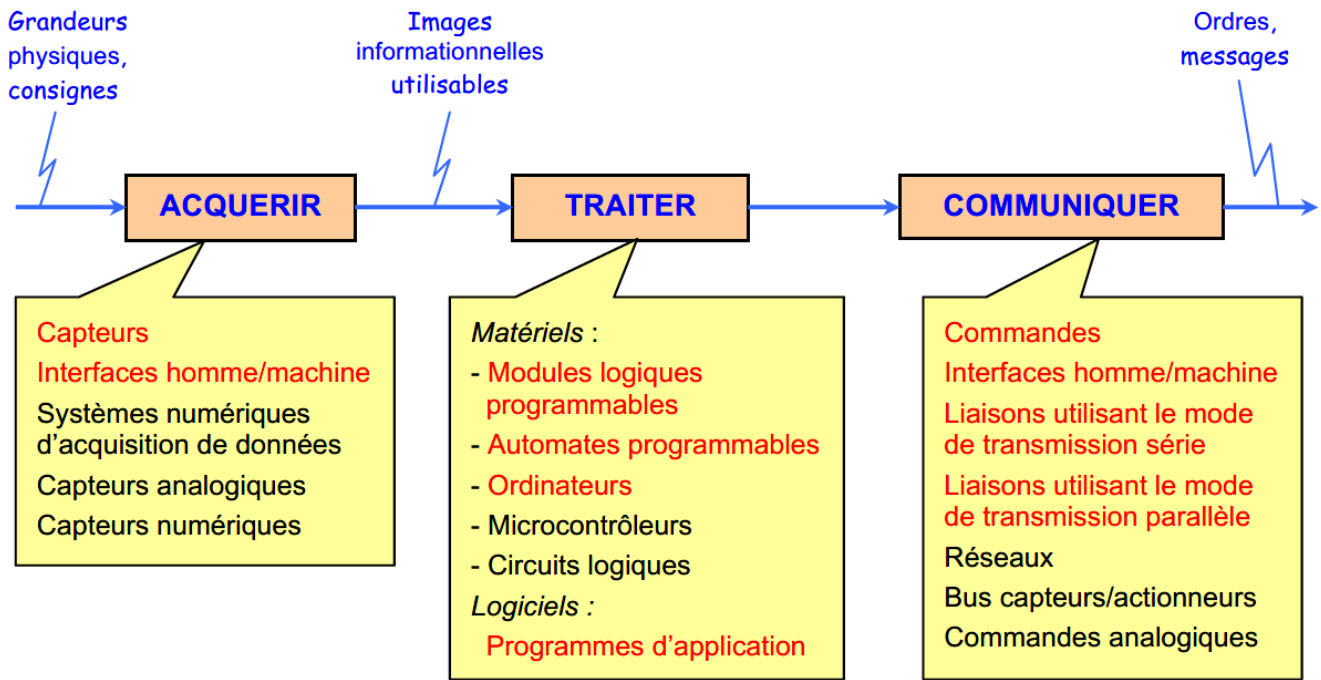 Grandeurs
physiques,
consignes
Images
informationnelles
utilisables
Ordres,
messages
ACQUERIR
TRAITER
COMMUNIQUER
Capteurs
Interfaces homme/machine
Systèmes numériques
d'acquisition de données
Capteurs analogiques
Capteurs numériques
Matériels :
- Modules logiques
programmables
- Automates programmables
- Ordinateurs
- Microcontrôleurs
- Circuits logiques
Logiciels :
Programmes d'application
Commandes
Interfaces homme/machine
Liaisons utilisant le mode
de transmission série
Liaisons utilisant le mode
de transmission parallèle
Réseaux
Bus capteurs/actionneurs
Commandes analogiques